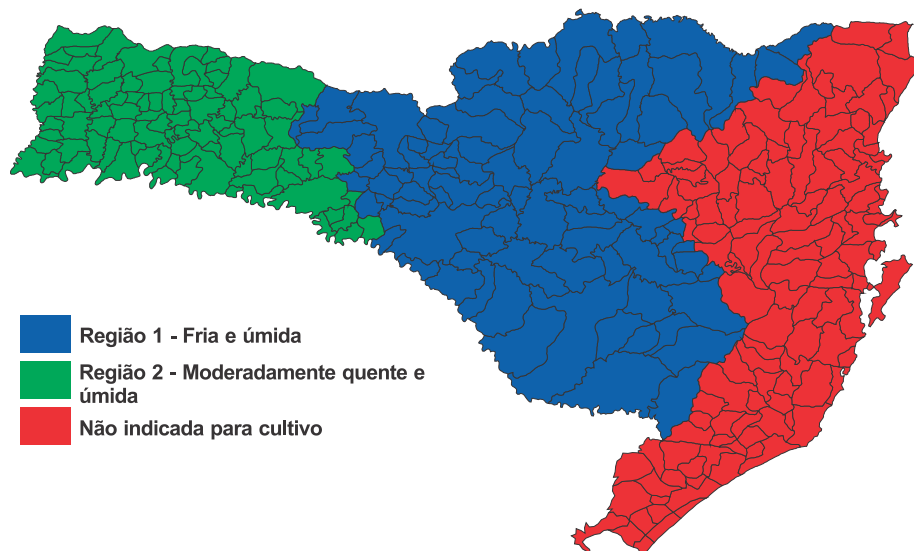 Região 1 - Fria e úmida
Região 2 - Moderadamente quente e
úmida
Não indicada para cultivo